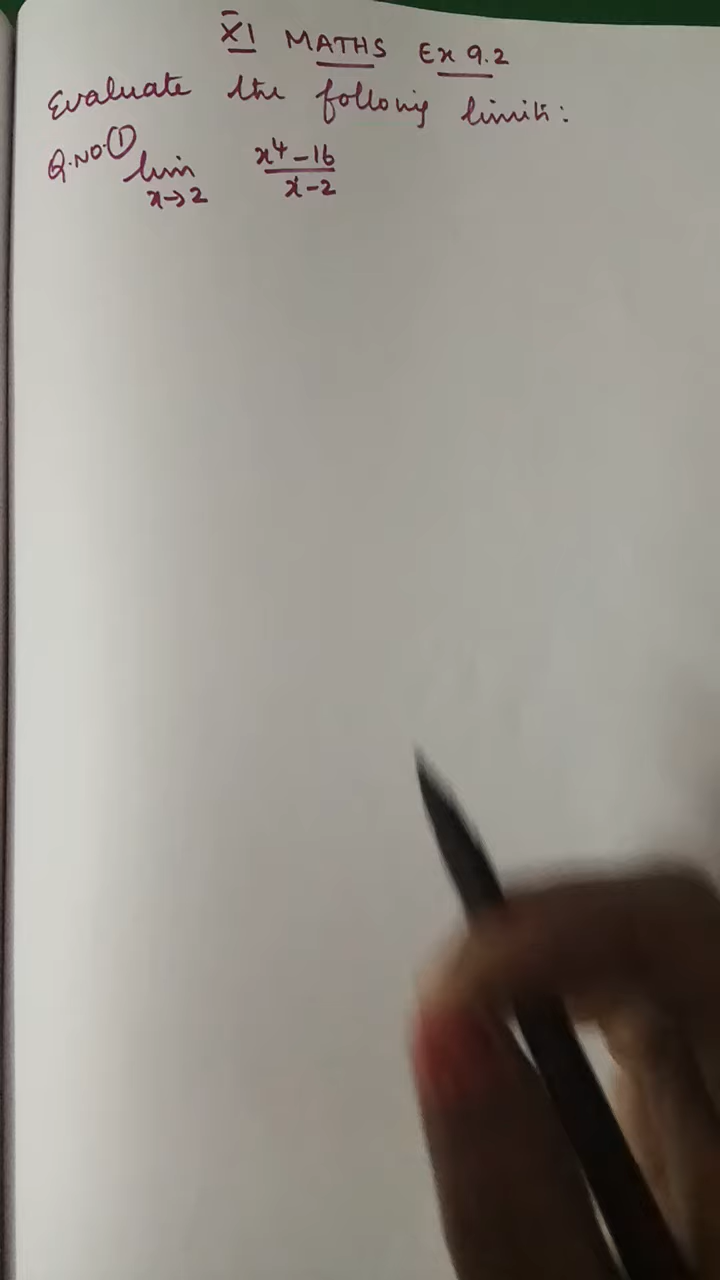 XI MATHS Ex 9.2
Evaluate the following limits:
Q.NO.① lim x→2 x⁴-16 / x-2